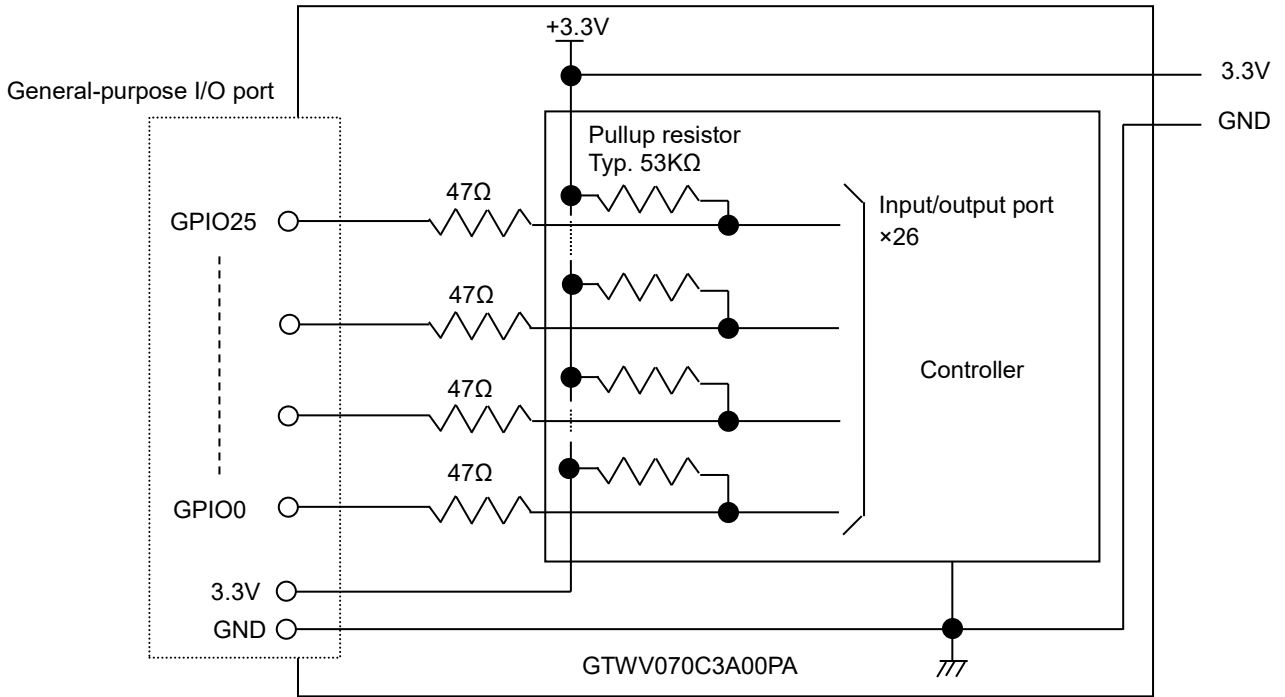 +3.3V
3.3V
General-purpose I/O port
GND
Pullup resistor
Typ. 53KΩ
47Ω
GPIO25
Input/output port
×26
47Ω
47Ω
Controller
47Ω
GPIO0
3.3V
GND
GTWV070C3A00PA